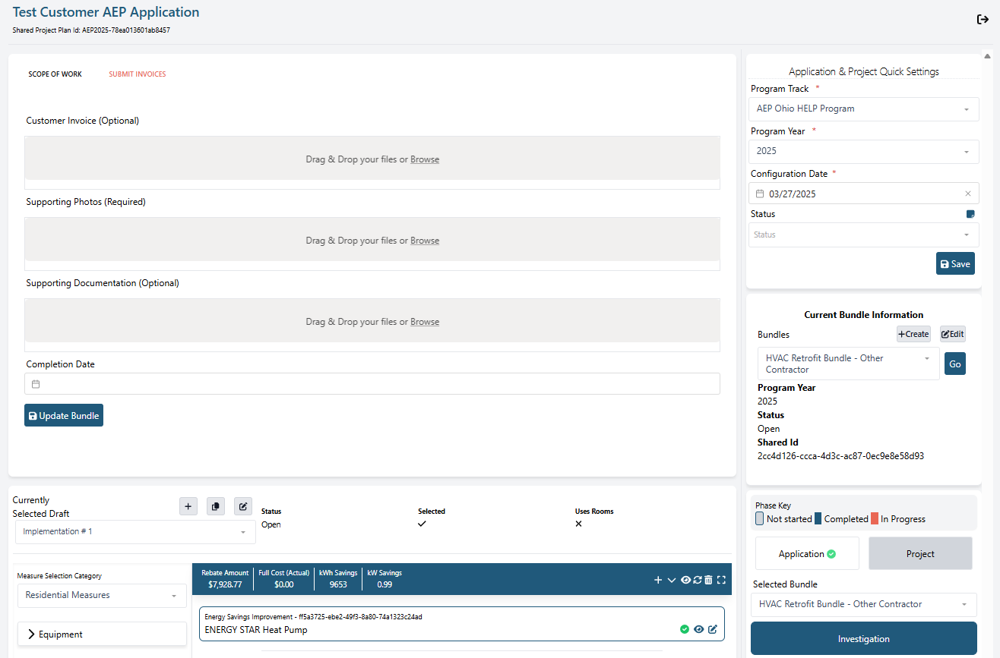 Test Customer AEP Application
Shared Project Plan Id: AEP2025-78ea013601ab8457
SCOPE OF WORK
SUBMIT INVOICES
Customer Invoice (Optional)
Drag & Drop your files or Browse
Supporting Photos (Required)
Drag & Drop your files or Browse
Supporting Documentation (Optional)
Drag & Drop your files or Browse
Completion Date
Update Bundle
Currently
Selected Draft
Implementation # 1
Status
Open
Selected
Uses Rooms
Measure Selection Category
Residential Measures
Equipment
Rebate Amount
$7,928.77
Full Cost (Actual)
$0.00
kWh Savings
9653
kW Savings
0.99
Energy Savings Improvement - ff5a3725-ebe2-49f3-8a80-74a1323c24ad
ENERGY STAR Heat Pump
Application & Project Quick Settings
Program Track *
AEP Ohio HELP Program
Program Year *
2025
Configuration Date *
03/27/2025
Status
Status
Save
Current Bundle Information
Bundles
+Create
Edit
HVAC Retrofit Bundle - Other
Contractor
Go
Program Year
2025
Status
Open
Shared Id
2cc4d126-ccca-4d3c-ac87-0ec9e8e58d93
Phase Key
Not started Completed In Progress
Application
Project
Selected Bundle
HVAC Retrofit Bundle - Other Contractor
Investigation